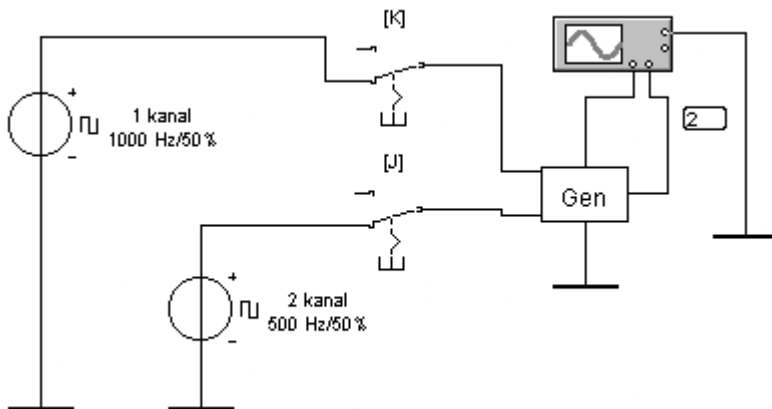 [K]
1 kanal
1000 Hz/50%
2
[J]
Gen
2 kanal
500 Hz/50%